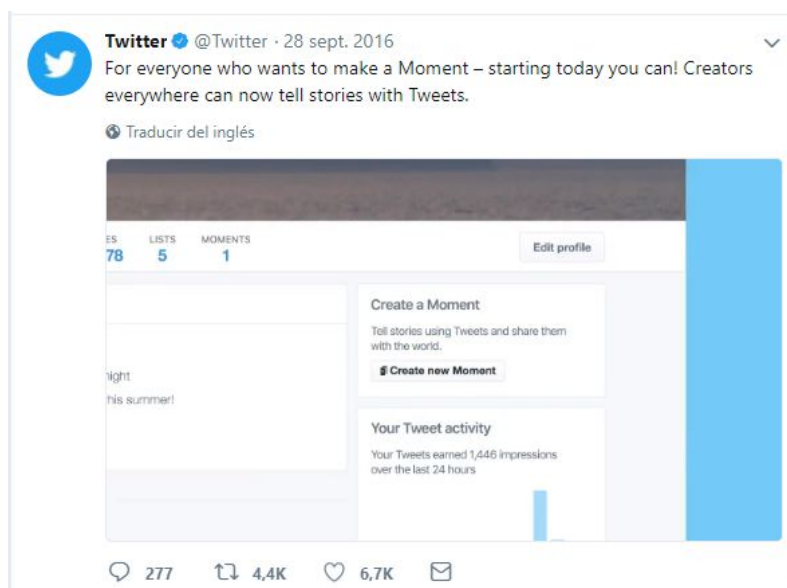 Twitter @Twitter · 28 sept. 2016
For everyone who wants to make a Moment – starting today you can! Creators
everywhere can now tell stories with Tweets.
Traducir del inglés
ES LISTS MOMENTS
78 5 1
Edit profile
Create a Moment
Tell stories using Tweets and share them
with the world.
Create new Moment
ight
his summer!
Your Tweet activity
Your Tweets earned 1,446 impressions
over the last 24 hours
277 4,4K 6,7K